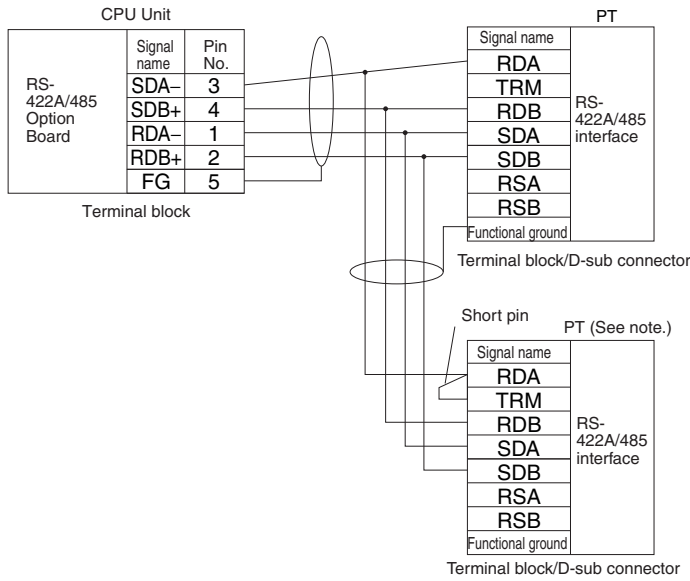 CPU Unit
Signal name
Pin No.
RS-422A/485 Option Board
SDA– 3
SDB+ 4
RDA– 1
RDB+ 2
FG 5
Terminal block
PT
Signal name
RDA
TRM
RDB
SDA
SDB
RSA
RSB
Functional ground
RS-422A/485 interface
Terminal block/D-sub connector
Short pin
PT (See note.)
Signal name
RDA
TRM
RDB
SDA
SDB
RSA
RSB
Functional ground
RS-422A/485 interface
Terminal block/D-sub connector